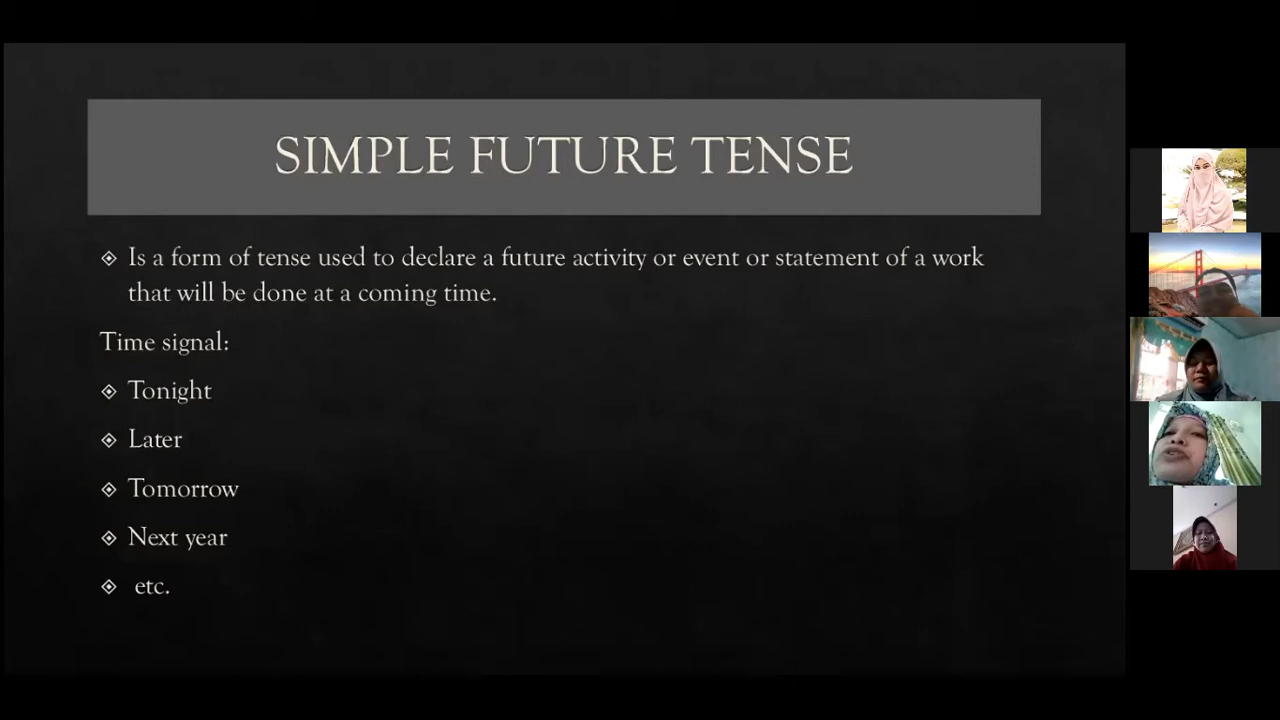 SIMPLE FUTURE TENSE
Is a form of tense used to declare a future activity or event or statement of a work
that will be done at a coming time.
Time signal:
Tonight
Later
Tomorrow
Next year
etc.